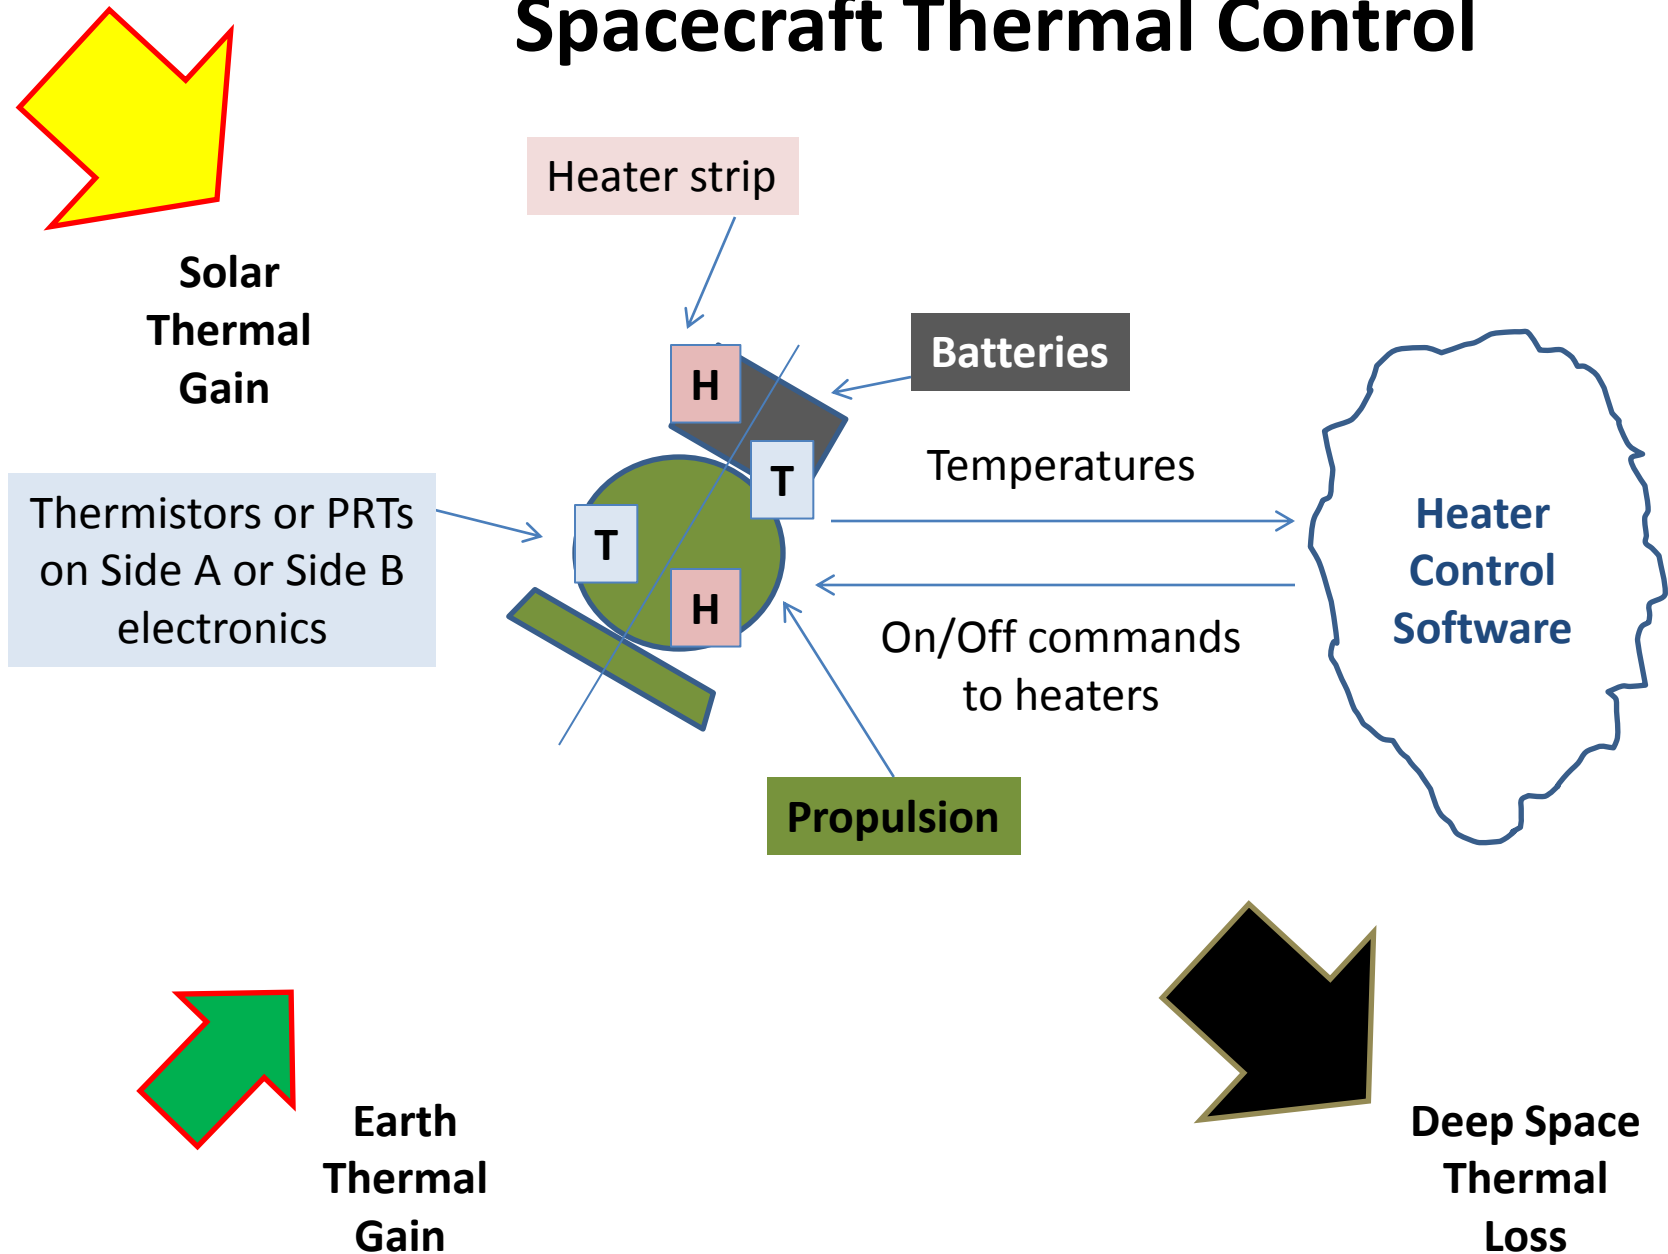 Spacecraft Thermal Control
Heater strip
Solar
Thermal
Gain
Batteries
H
T
Temperatures
Thermistors or PRTs
on Side A or Side B
electronics
T
H
Heater
Control
Software
On/Off commands
to heaters
Propulsion
Earth
Thermal
Gain
Deep Space
Thermal
Loss